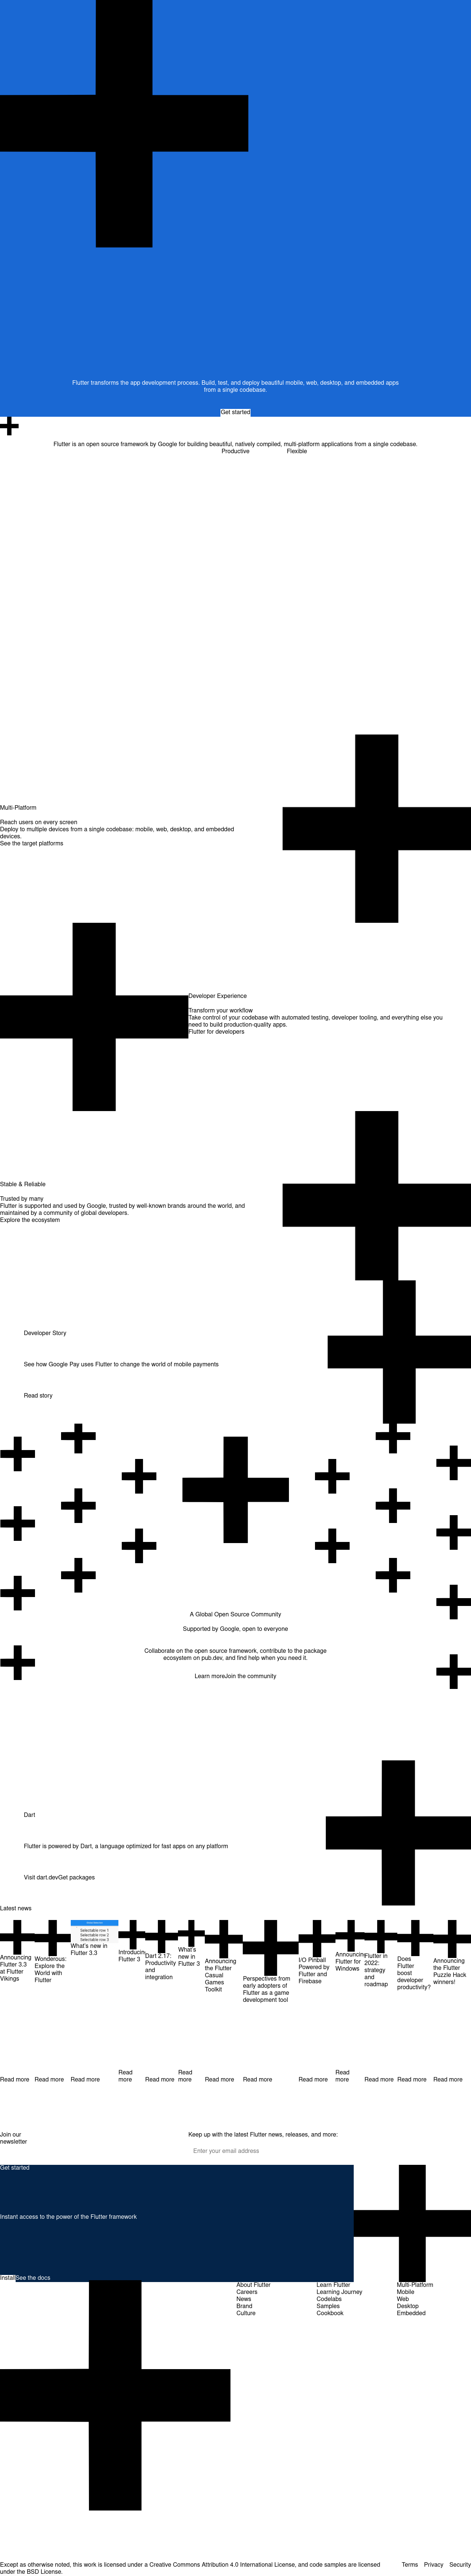 Flutter transforms the app development process. Build, test, and deploy beautiful mobile, web, desktop, and embedded apps
from a single codebase.
Get started
Flutter is an open source framework by Google for building beautiful, natively compiled, multi-platform applications from a single codebase.
Productive
Flexible
Multi-Platform
Reach users on every screen
Deploy to multiple devices from a single codebase: mobile, web, desktop, and embedded
devices.
See the target platforms
Developer Experience
Transform your workflow
Take control of your codebase with automated testing, developer tooling, and everything else you
need to build production-quality apps.
Flutter for developers
Stable & Reliable
Trusted by many
Flutter is supported and used by Google, trusted by well-known brands around the world, and
maintained by a community of global developers.
Explore the ecosystem
Developer Story
See how Google Pay uses Flutter to change the world of mobile payments
Read story
A Global Open Source Community
Supported by Google, open to everyone
Collaborate on the open source framework, contribute to the package
ecosystem on pub.dev, and find help when you need it.
Learn moreJoin the community
Dart
Flutter is powered by Dart, a language optimized for fast apps on any platform
Visit dart.devGet packages
Latest news
Announcing
Flutter 3.3
at Flutter
Vikings
Read more
Wonderous:
Explore the
World with
Flutter
Read more
Selectable row 1
Selectable row 2
Selectable row 3
What's new in
Flutter 3.3
Read more
Introducing
Flutter 3
Read
more
Dart 2.17:
Productivity
and
integration
Read more
What's
new in
Flutter 3
Read
more
Announcing
the Flutter
Casual
Games
Toolkit
Read more
Perspectives from
early adopters of
Flutter as a game
development tool
Read more
I/O Pinball
Powered by
Flutter and
Firebase
Read more
Announcing
Flutter for
Windows
Read
more
Flutter in
2022:
strategy
and
roadmap
Read more
Does
Flutter
boost
developer
productivity?
Read more
Announcing
the Flutter
Puzzle Hack
winners!
Read more
Join our
newsletter
Keep up with the latest Flutter news, releases, and more:
Enter your email address
Get started
Instant access to the power of the Flutter framework
InstallSee the docs
About Flutter
Careers
News
Brand
Culture
Learn Flutter
Learning Journey
Codelabs
Samples
Cookbook
Multi-Platform
Mobile
Web
Desktop
Embedded
Except as otherwise noted, this work is licensed under a Creative Commons Attribution 4.0 International License, and code samples are licensed
under the BSD License.
Terms
Privacy
Security